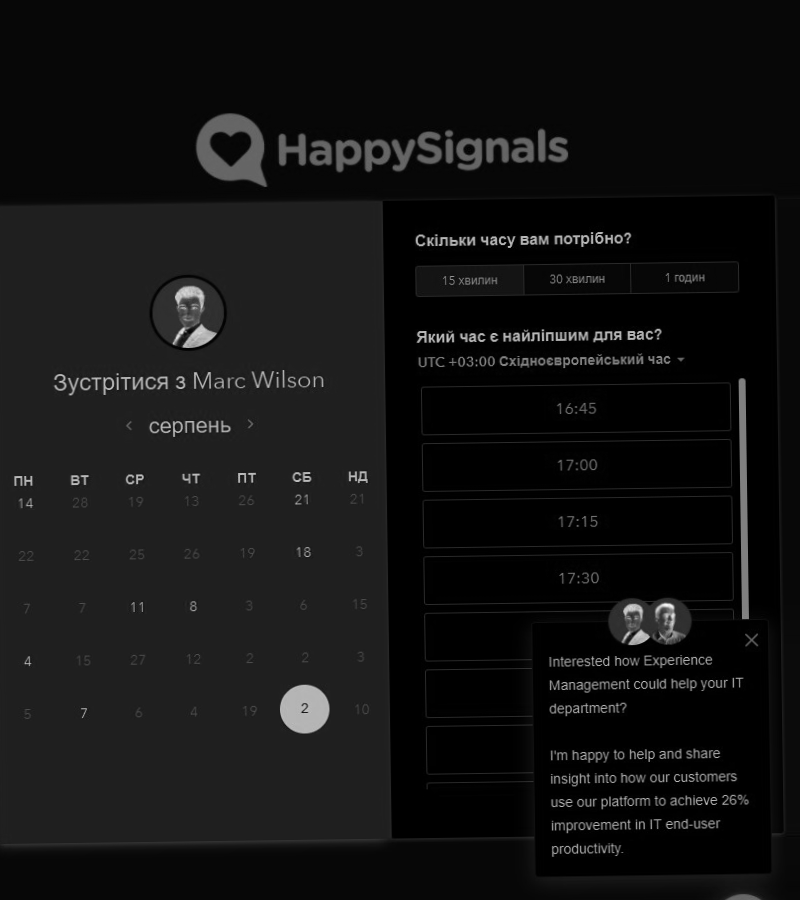 HappySignals
Зустрітися з Marc Wilson
серпень
ПН ВТ СР ЧТ ПТ СБ НД
14 28 19 13 26 21 21
22 22 25 26 19 18 3
7 7 11 8 3 6 15
4 15 27 12 2 2 3
5 7 6 4 19 2 10
Скільки часу вам потрібно?
15 хвилин 30 хвилин 1 годин
Який час є найліпшим для вас?
UTC +03:00 Східноєвропейський час
16:45
17:00
17:15
17:30
Interested how Experience
Management could help your IT
department?
I'm happy to help and share
insight into how our customers
use our platform to achieve 26%
improvement in IT end-user
productivity.